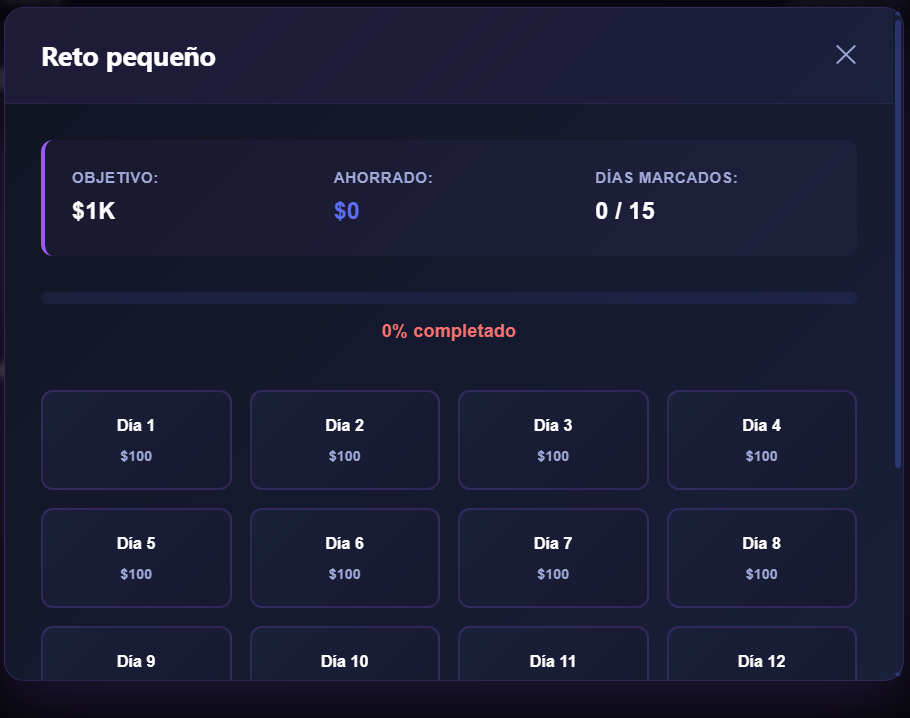 Reto pequeño
OBJETIVO: AHORRADO: DÍAS MARCADOS:
$1K $0 0 / 15
0% completado
Día 1 Día 2 Día 3 Día 4
$100 $100 $100 $100
Día 5 Día 6 Día 7 Día 8
$100 $100 $100 $100
Día 9 Día 10 Día 11 Día 12